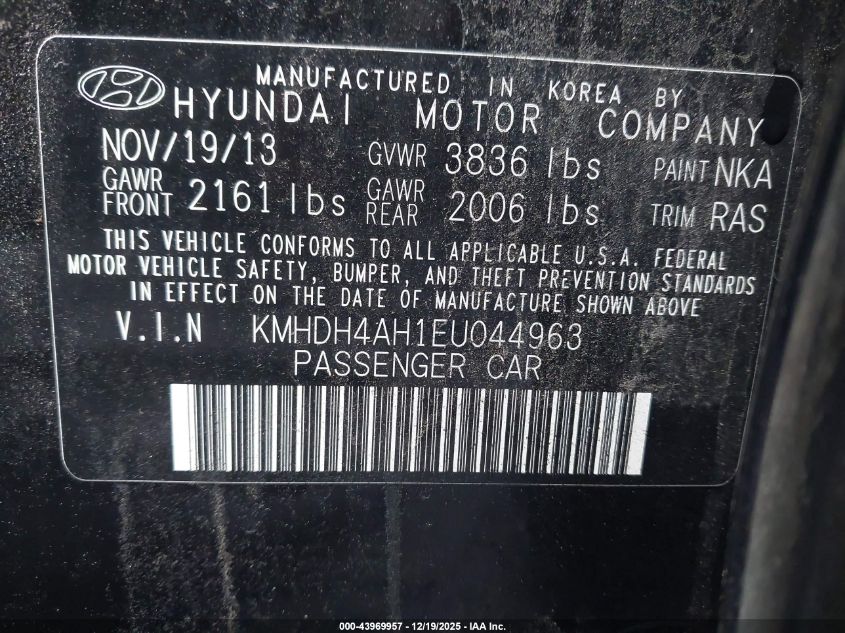 MANUFACTURED IN KOREA BY
HYUNDAI MOTOR COMPANY
NOV/19/13 GVWR 3836 lbs PAINT NKA
GAWR FRONT 2161 lbs GAWR REAR 2006 lbs TRIM RAS
THIS VEHICLE CONFORMS TO ALL APPLICABLE U.S.A. FEDERAL
MOTOR VEHICLE SAFETY, BUMPER, AND THEFT PREVENTION STANDARDS
IN EFFECT ON THE DATE OF MANUFACTURE SHOWN ABOVE
V.I.N KMHDH4AH1EU044963
PASSENGER CAR
000-43969957 - 12/19/2025 - IAA Inc.